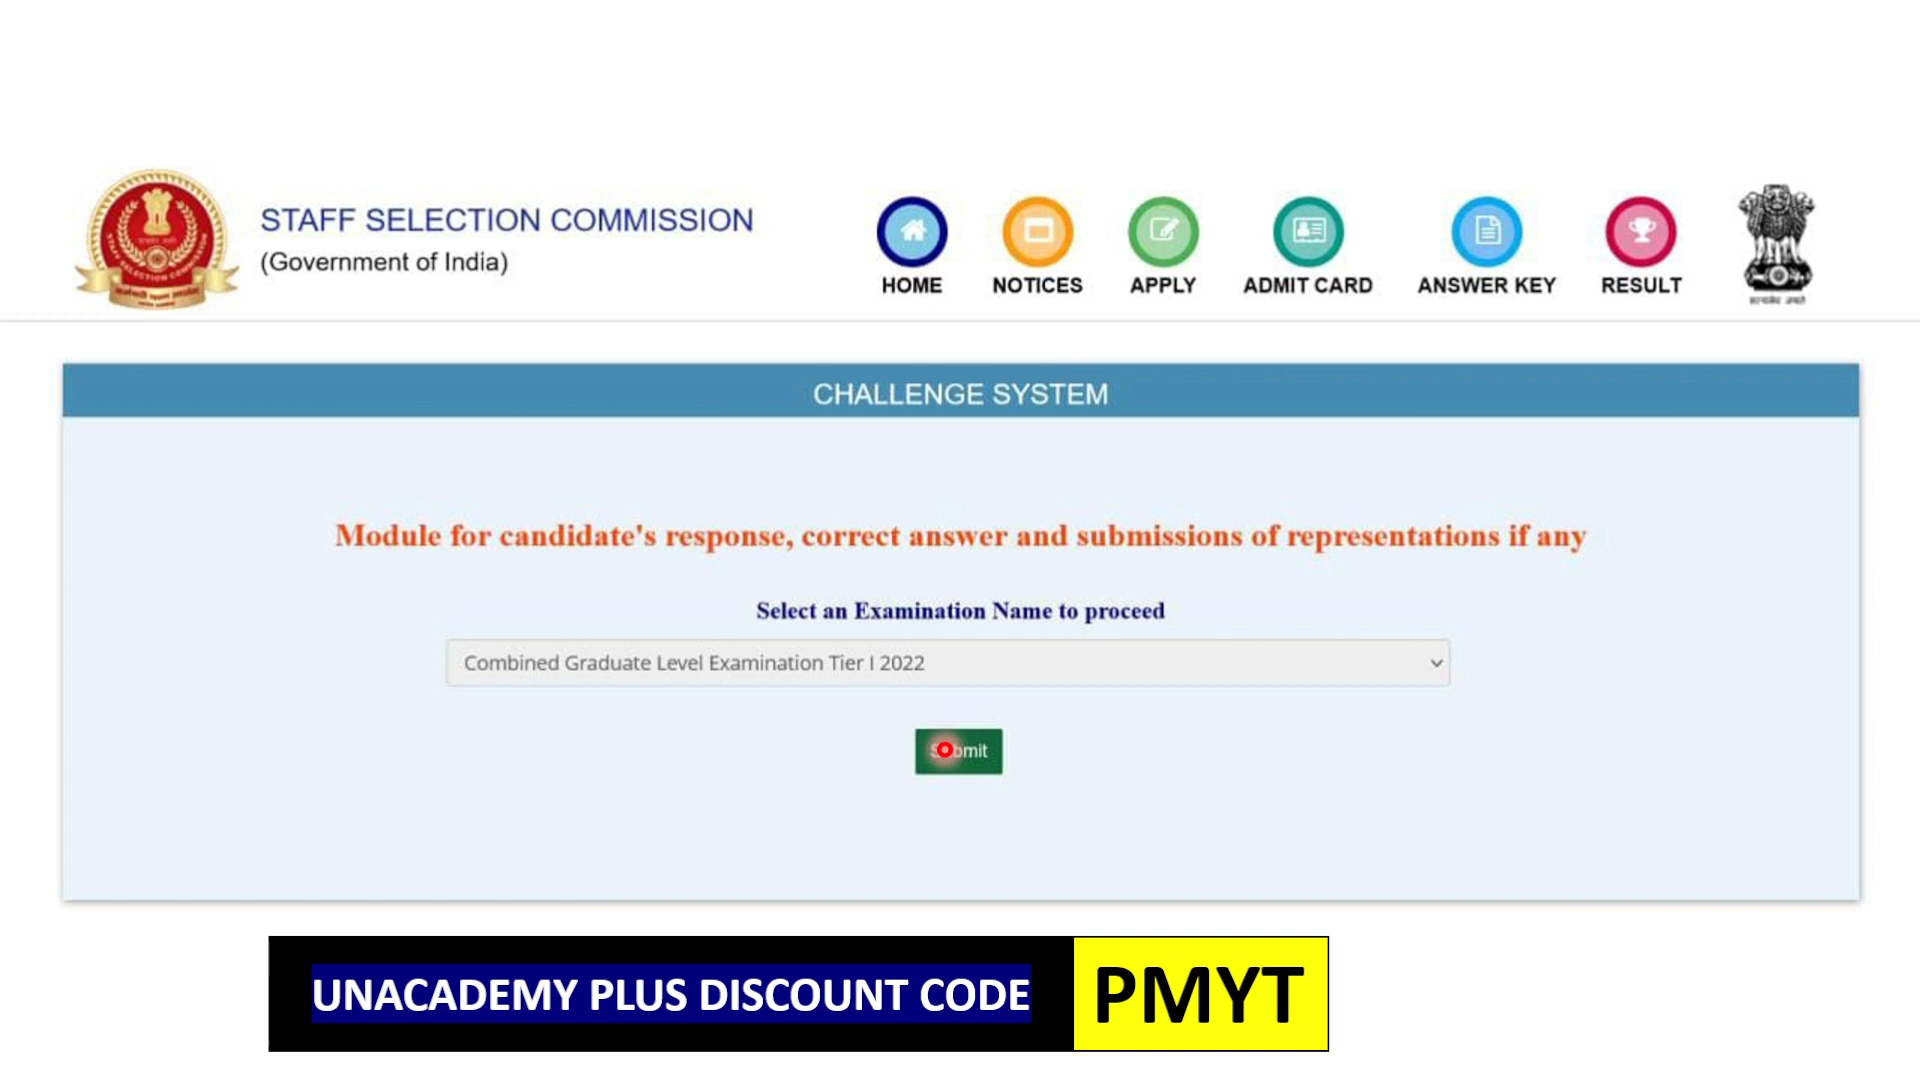 STAFF SELECTION COMMISSION
(Government of India)
HOME
NOTICES
APPLY
ADMIT CARD
ANSWER KEY
RESULT
CHALLENGE SYSTEM
Module for candidate's response, correct answer and submissions of representations if any
Select an Examination Name to proceed
Combined Graduate Level Examination Tier I 2022
Submit
UNACADEMY PLUS DISCOUNT CODE
PMYT